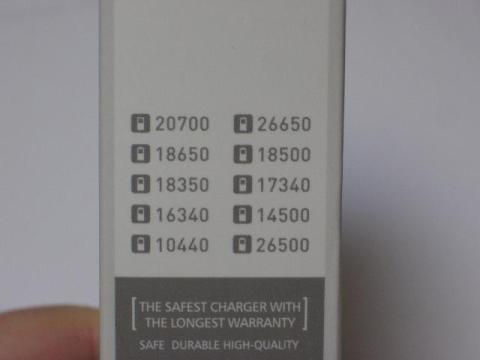 20700 26650
18650 18500
18350 17340
16340 14500
10440 26500
[THE SAFEST CHARGER WITH
THE LONGEST WARRANTY]
SAFE DURABLE HIGH-QUALITY